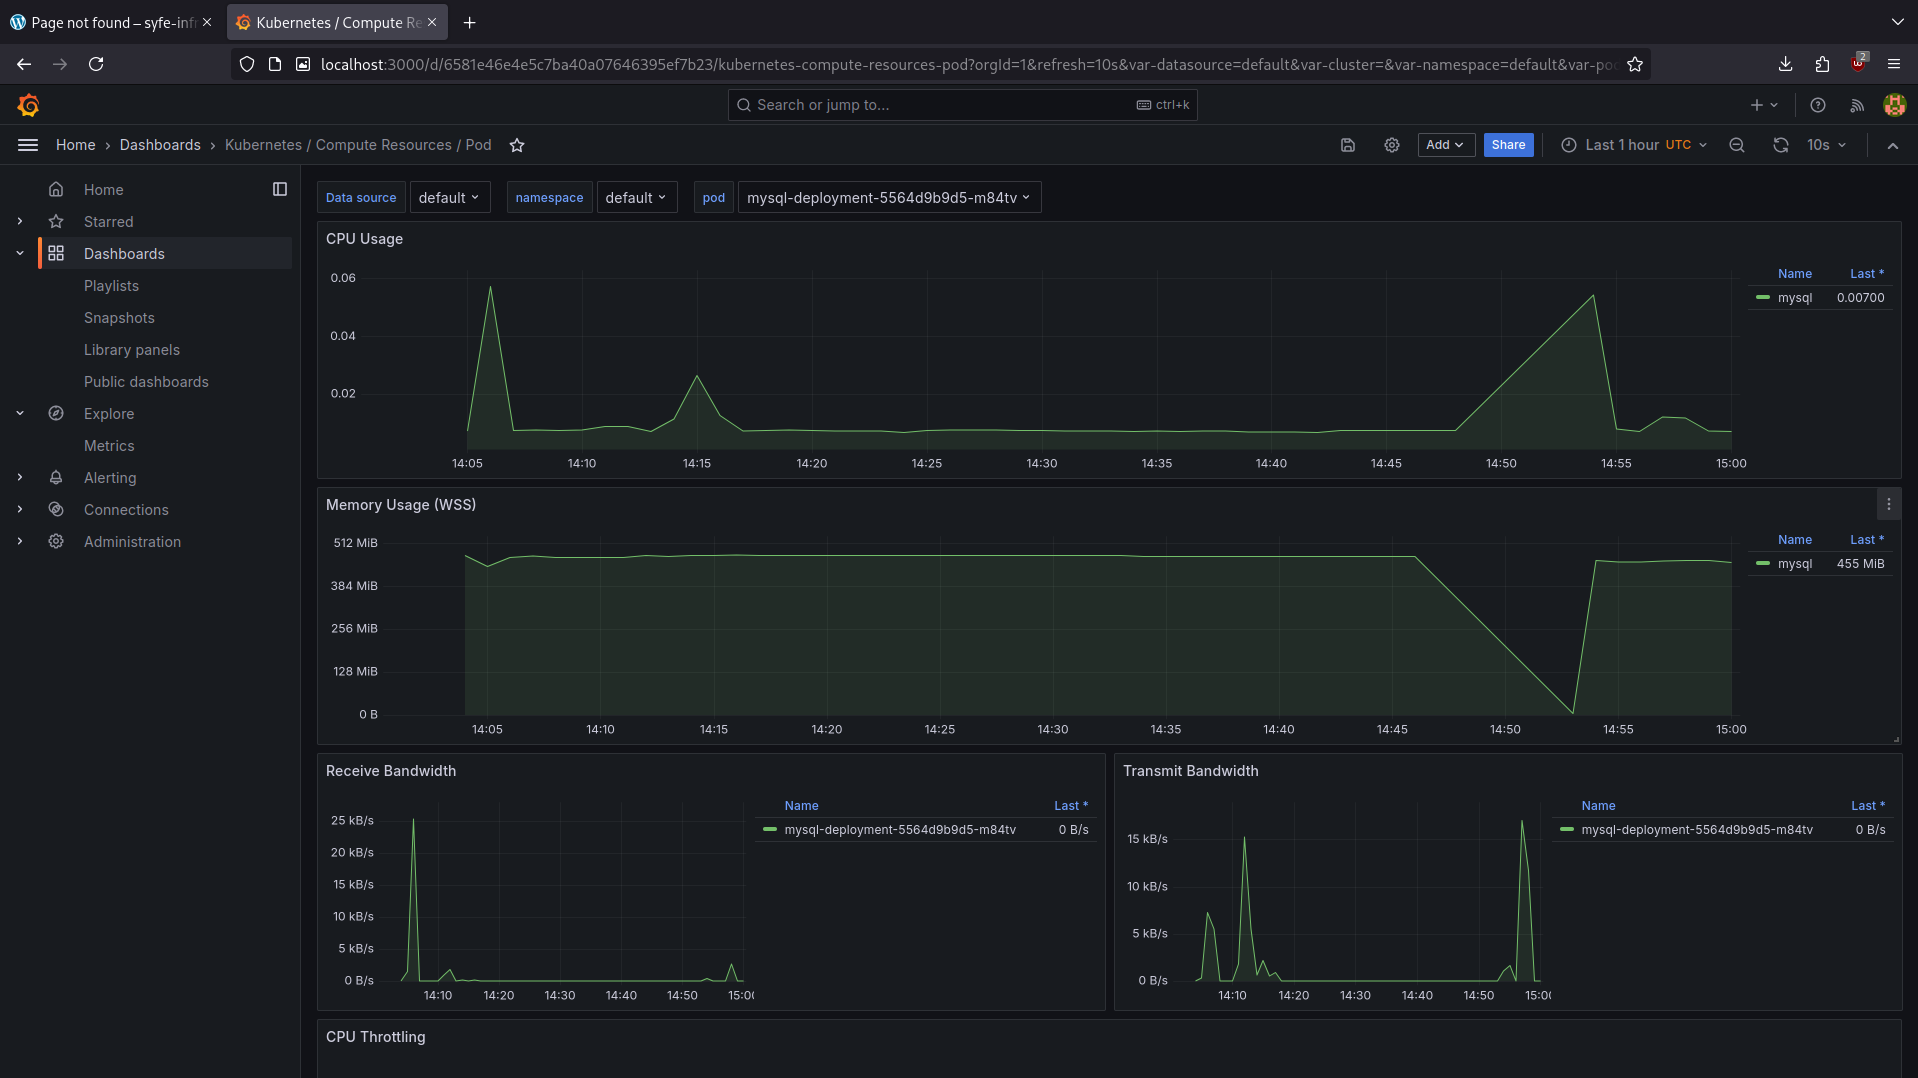 Page not found – syfe-infr
Kubernetes / Compute Re
localhost:3000/d/6581e46e4e5c7ba40a07646395ef7b23/kubernetes-compute-resources-pod?orgId=1&refresh=10s&var-datasource=default&var-cluster=&var-namespace=default&var-po
2
Search or jump to...
ctrl+k
Home › Dashboards › Kubernetes / Compute Resources / Pod
Add
Share
Last 1 hour UTC
10s
Home
Starred
Dashboards
Playlists
Snapshots
Library panels
Public dashboards
Explore
Metrics
Alerting
Connections
Administration
Data source default namespace default pod mysql-deployment-5564d9b9d5-m84tv
CPU Usage
0.06
0.04
0.02
14:05 14:10 14:15 14:20 14:25 14:30 14:35 14:40 14:45 14:50 14:55 15:00
Name Last *
mysql 0.00700
Memory Usage (WSS)
512 MiB
384 MiB
256 MiB
128 MiB
0 B
14:05 14:10 14:15 14:20 14:25 14:30 14:35 14:40 14:45 14:50 14:55 15:00
Name Last *
mysql 455 MiB
Receive Bandwidth
25 kB/s
20 kB/s
15 kB/s
10 kB/s
5 kB/s
0 B/s
14:10 14:20 14:30 14:40 14:50 15:00
Name Last *
mysql-deployment-5564d9b9d5-m84tv 0 B/s
Transmit Bandwidth
15 kB/s
10 kB/s
5 kB/s
0 B/s
14:10 14:20 14:30 14:40 14:50 15:00
Name Last *
mysql-deployment-5564d9b9d5-m84tv 0 B/s
CPU Throttling